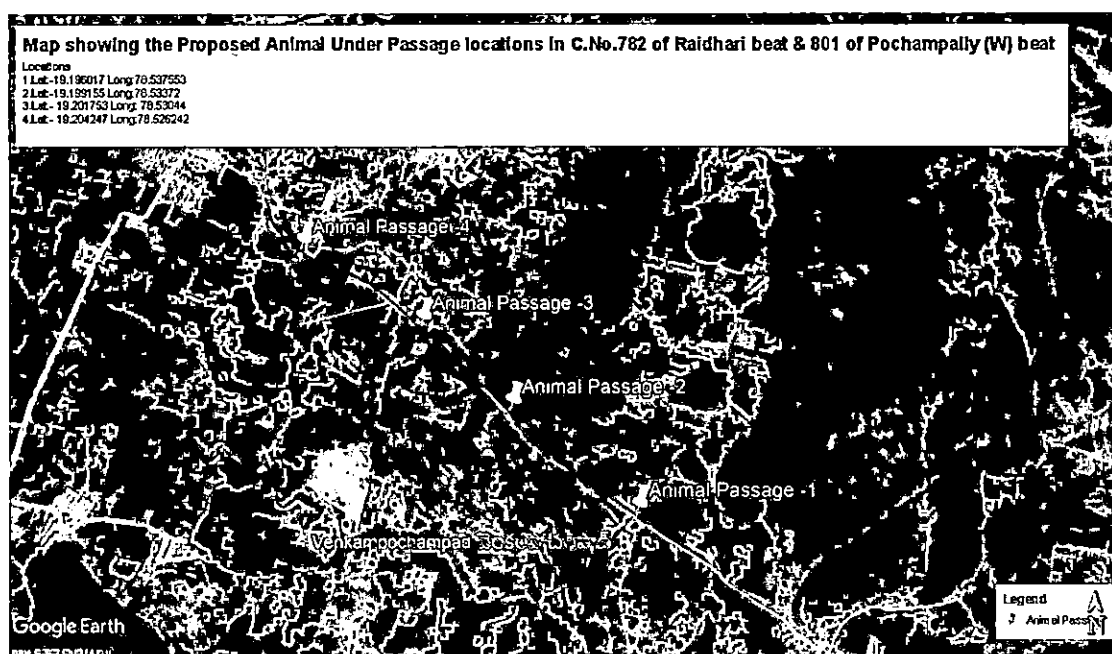 Map showing the Proposed Animal Under Passage locations in C.No.782 of Raidhari beat & 801 of Pochampally (W) beat
Locations
1.Lat:-19.196017 Long:78.537553
2.Lat:-19.199155 Long:78.53372
3.Lat:- 19.201753 Long:78.53044
4.Lat:- 19.204247 Long:78.526242
Animal Passage -4
Animal Passage -3
Animal Passage -2
Animal Passage -1
Venkampochampad
Legend
Animal Pass
N
Google Earth